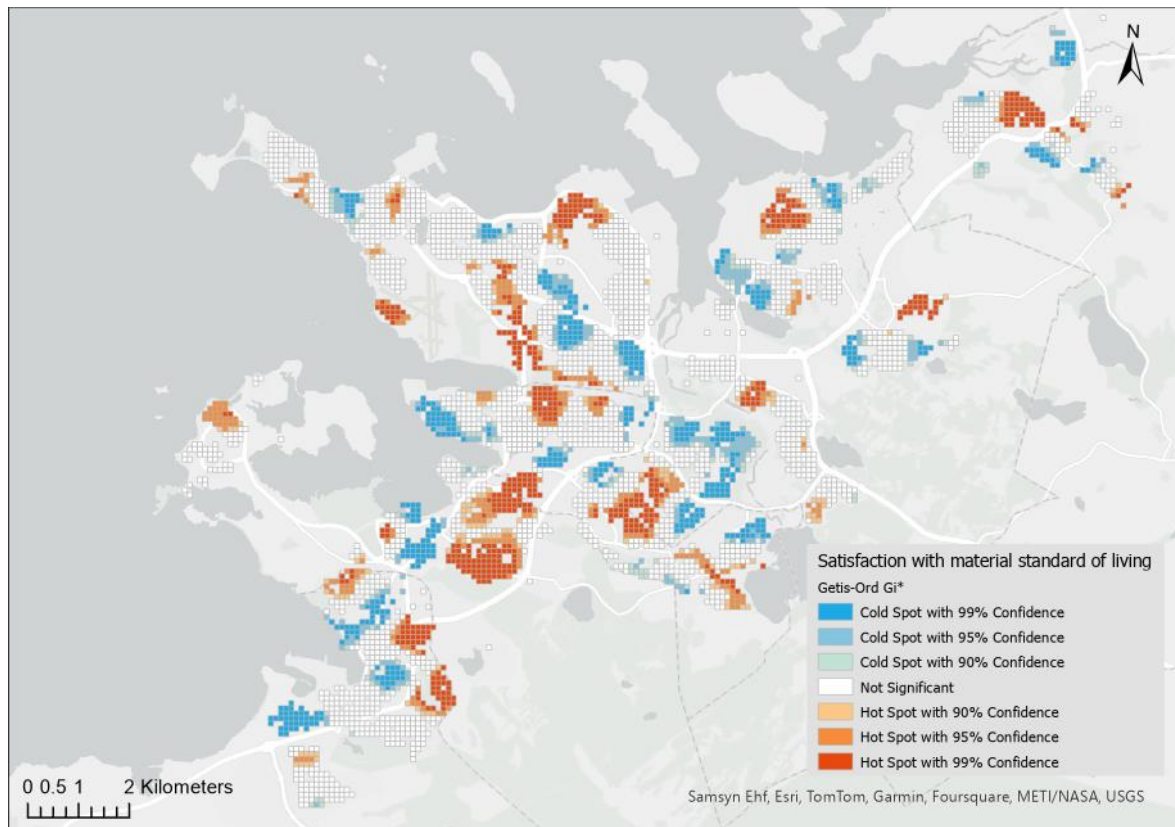 N
Satisfaction with material standard of living
Getis-Ord Gi*
Cold Spot with 99% Confidence
Cold Spot with 95% Confidence
Cold Spot with 90% Confidence
Not Significant
Hot Spot with 90% Confidence
Hot Spot with 95% Confidence
Hot Spot with 99% Confidence
0 0.5 1 2 Kilometers
Samsyn Ehf, Esri, TomTom, Garmin, Foursquare, METI/NASA, USGS